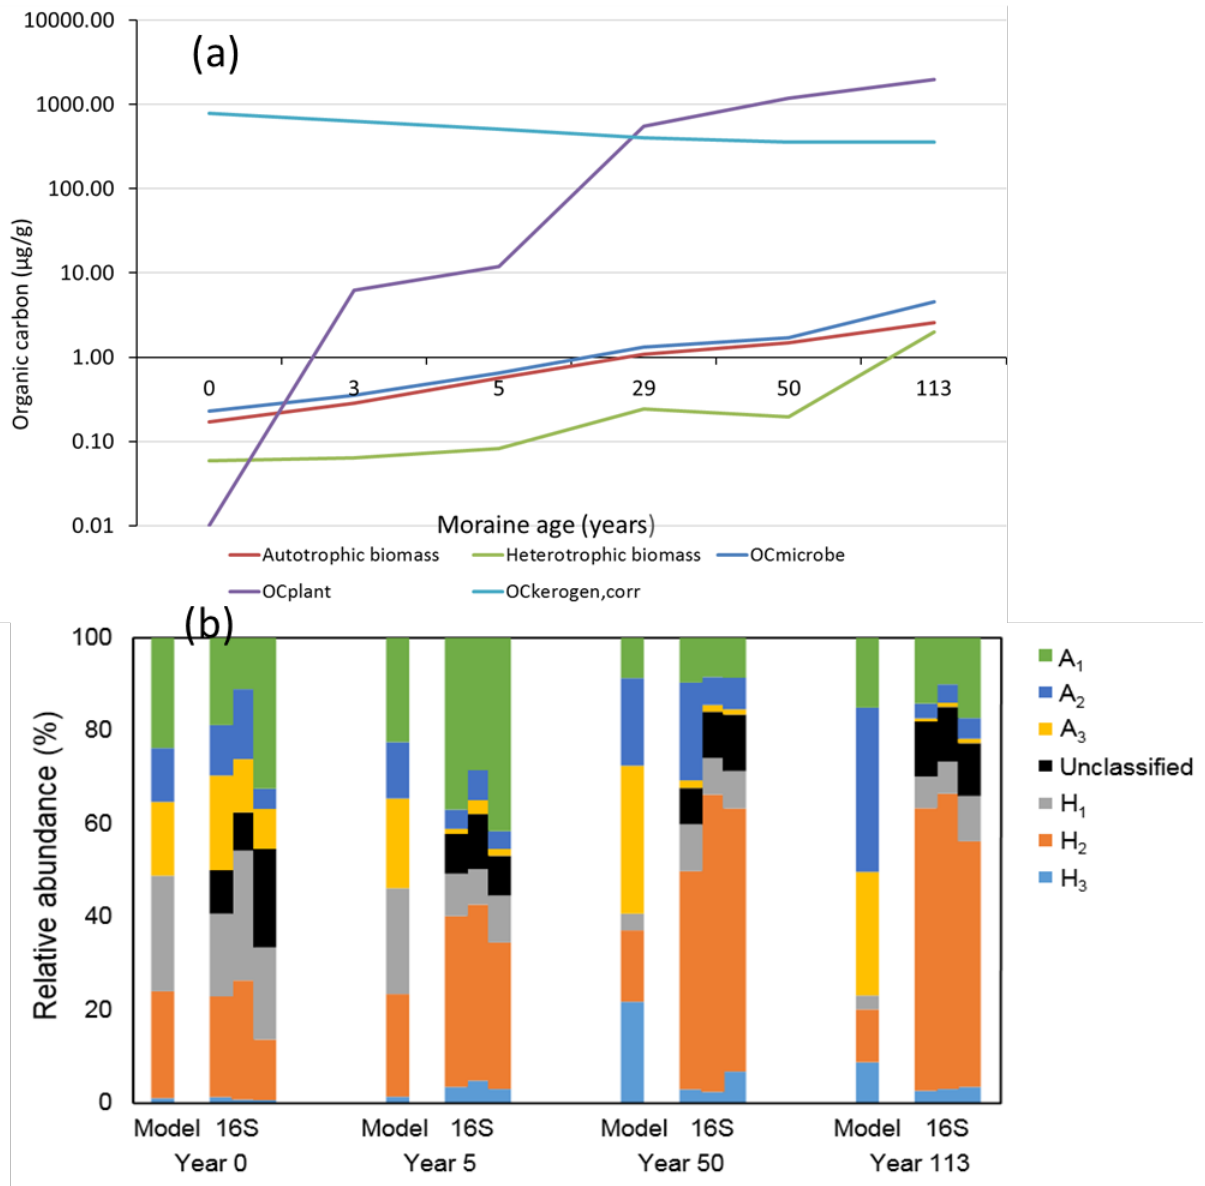 (a)
10000.00
1000.00
100.00
10.00
1.00
0.10
0.01
Organic carbon (µg/g)
0 3 5 29 50 113
Moraine age (years)
Autotrophic biomass Heterotrophic biomass OCmicrobe
OCplant OCkerogen,corr
(b)
100
80
60
40
20
0
Relative abundance (%)
A1
A2
A3
Unclassified
H1
H2
H3
Model 16S Model 16S Model 16S Model 16S
Year 0 Year 5 Year 50 Year 113